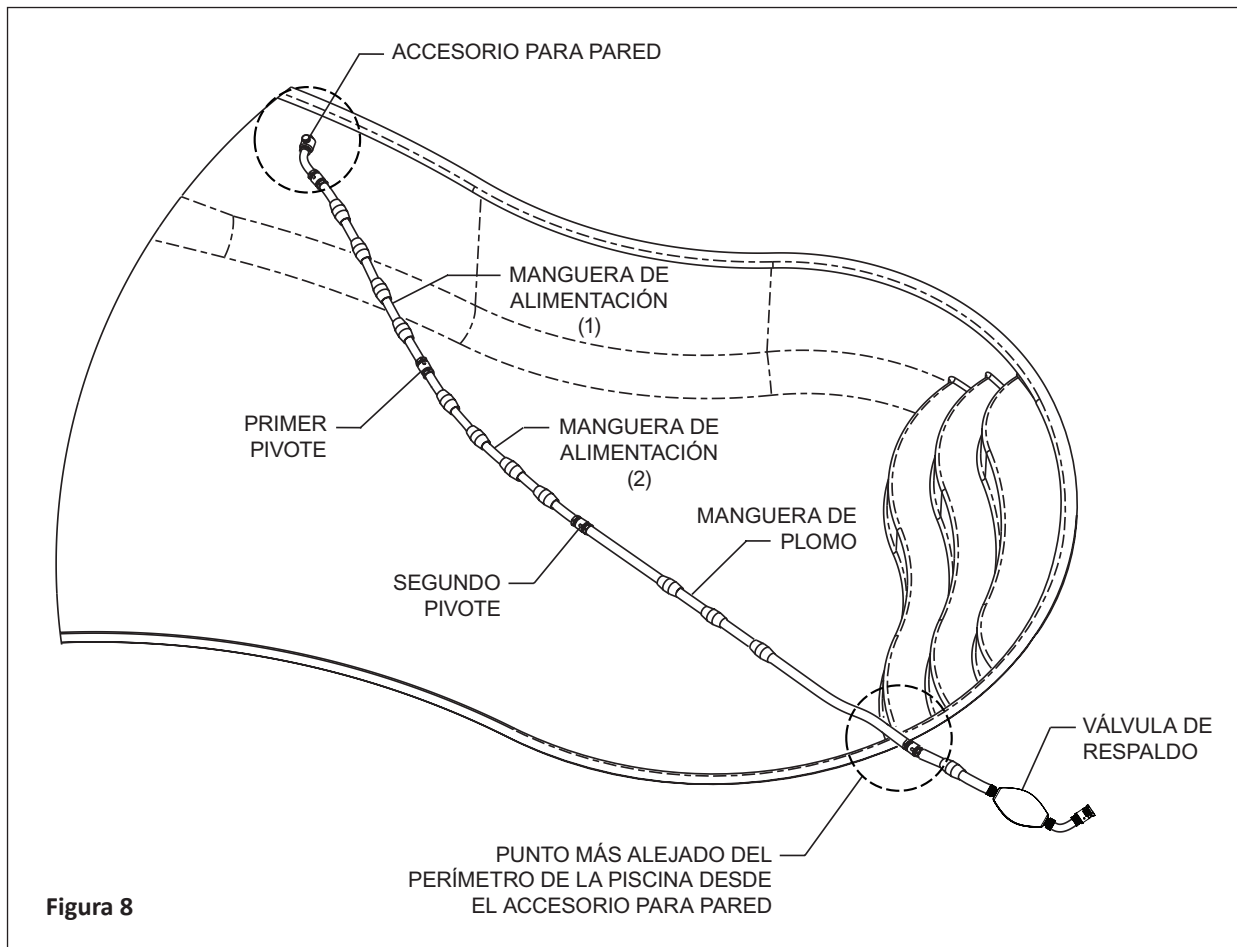 ACCESORIO PARA PARED
MANGUERA DE
ALIMENTACIÓN
(1)
PRIMER
PIVOTE
MANGUERA DE
ALIMENTACIÓN
(2)
MANGUERA DE
PLOMO
SEGUNDO
PIVOTE
VÁLVULA DE
RESPALDO
PUNTO MÁS ALEJADO DEL
PERÍMETRO DE LA PISCINA DESDE
EL ACCESORIO PARA PARED
Figura 8